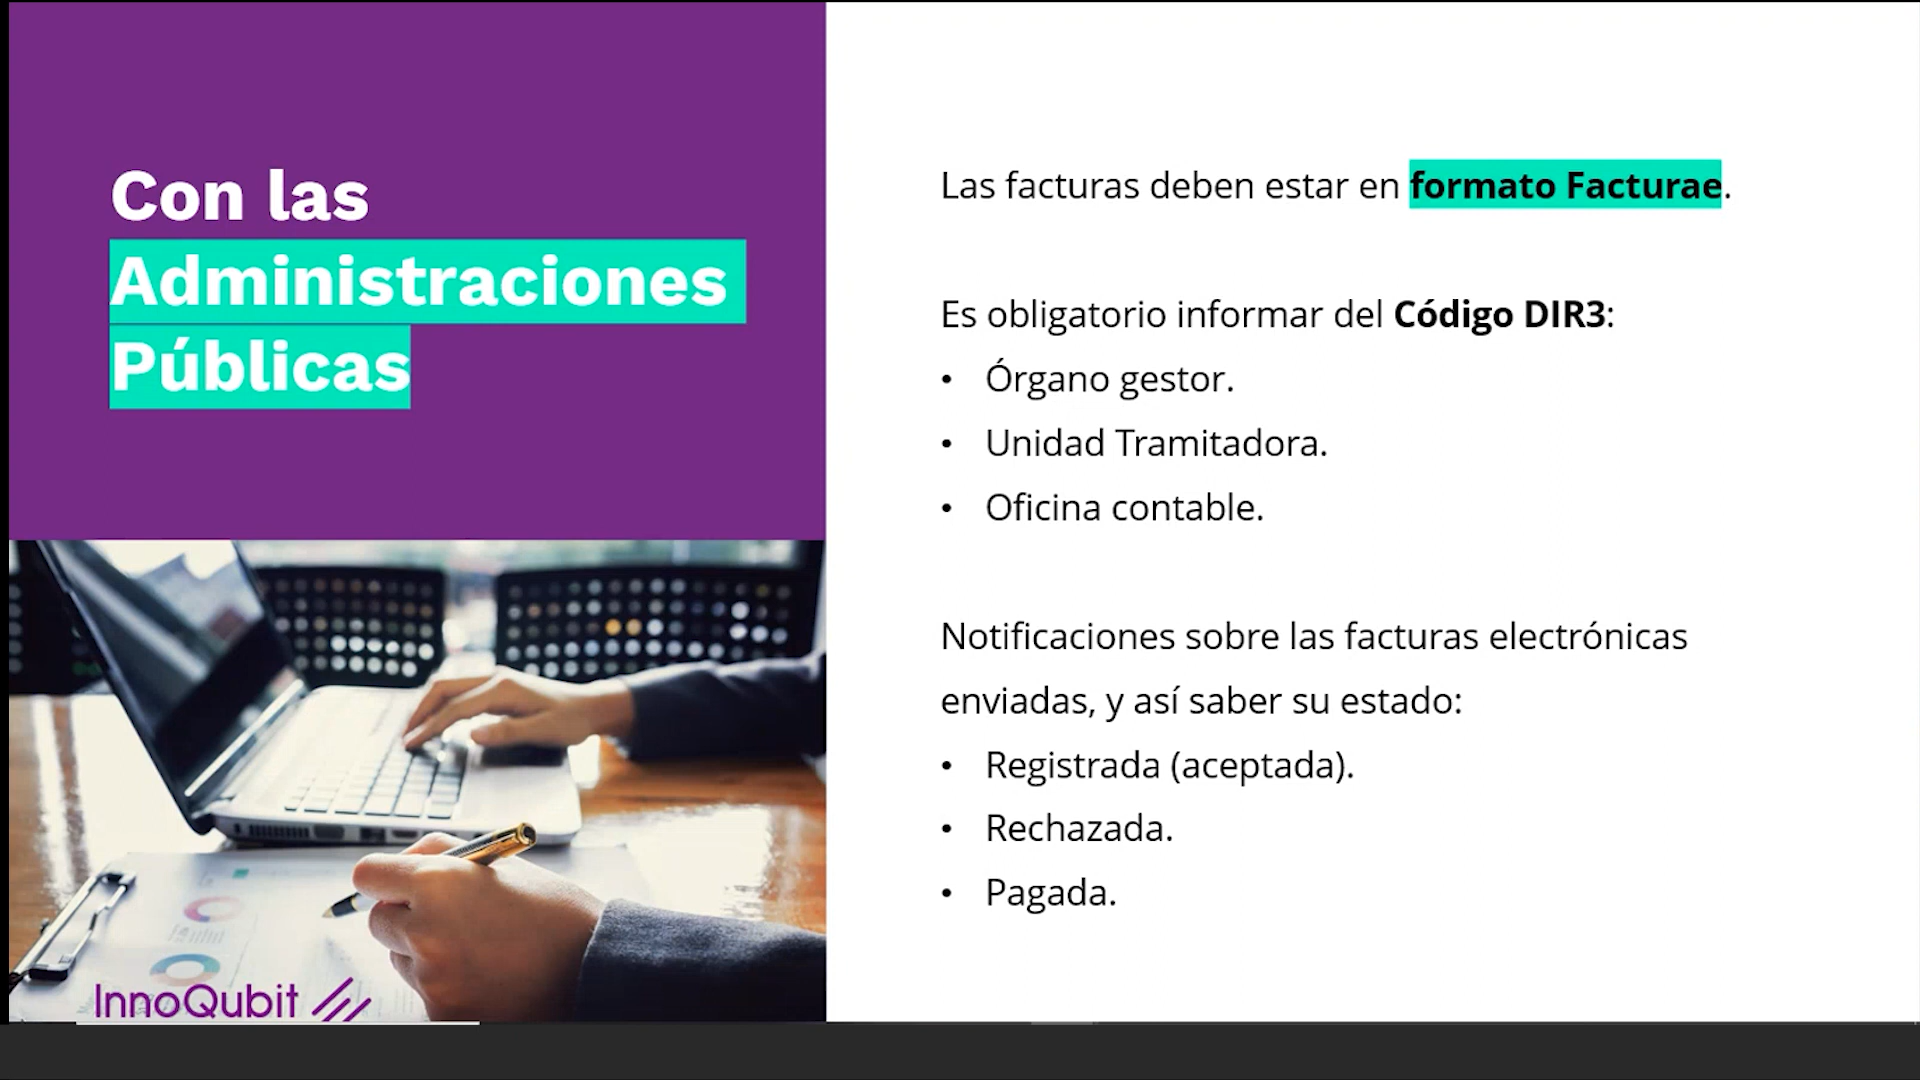 Con las
Administraciones
Públicas
Las facturas deben estar en formato Facturae.
Es obligatorio informar del Código DIR3:
• Órgano gestor.
• Unidad Tramitadora.
• Oficina contable.
Notificaciones sobre las facturas electrónicas
enviadas, y así saber su estado:
• Registrada (aceptada).
• Rechazada.
• Pagada.
InnoQubit